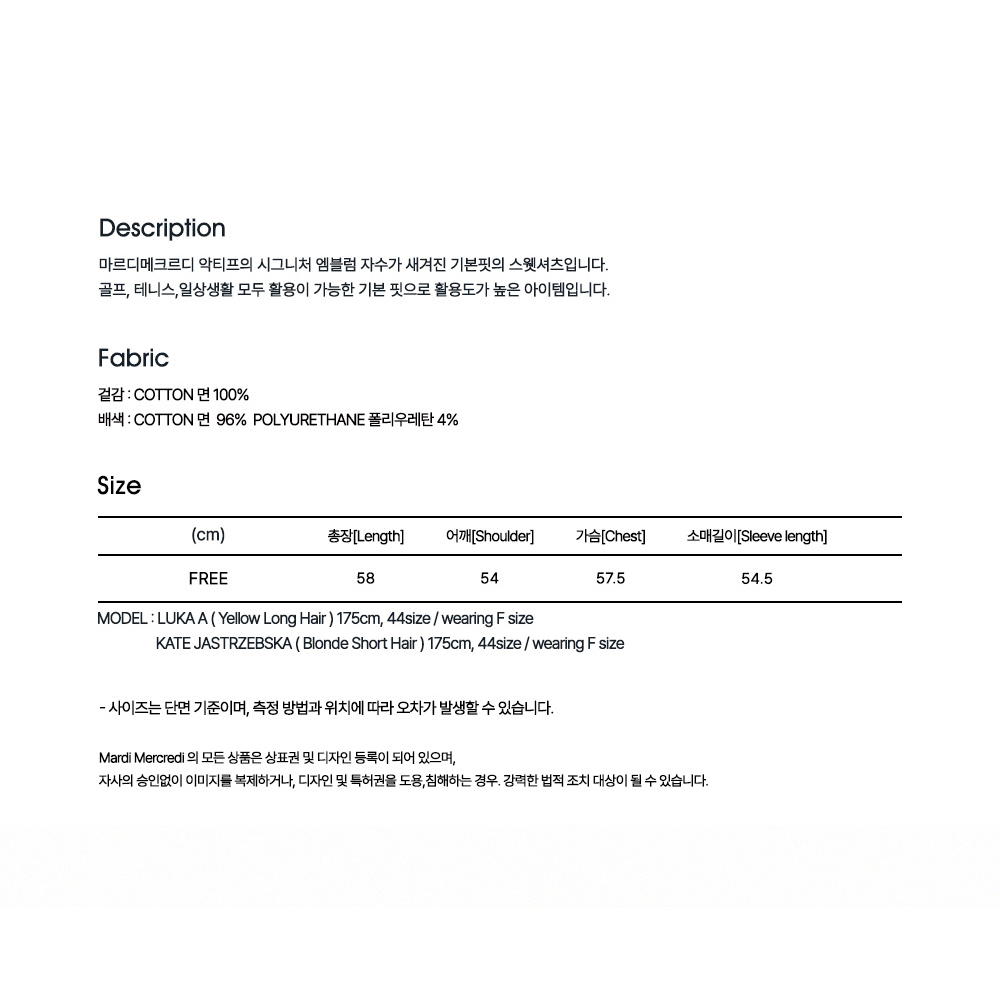 Description
마르디메크르디 악티프의 시그니처 엠블럼 자수가 새겨진 기본핏의 스웻셔츠입니다.
골프, 테니스,일상생활 모두 활용이 가능한 기본 핏으로 활용도가 높은 아이템입니다.
Fabric
겉감 : COTTON 면 100%
배색 : COTTON 면 96% POLYURETHANE 폴리우레탄 4%
Size
(cm) 총장[Length] 어깨[Shoulder] 가슴[Chest] 소매길이[Sleeve length]
FREE 58 54 57.5 54.5
MODEL : LUKA A ( Yellow Long Hair ) 175cm, 44size / wearing F size
KATE JASTRZEBSKA ( Blonde Short Hair ) 175cm, 44size / wearing F size
- 사이즈는 단면 기준이며, 측정 방법과 위치에 따라 오차가 발생할 수 있습니다.
Mardi Mercredi 의 모든 상품은 상표권 및 디자인 등록이 되어 있으며,
자사의 승인없이 이미지를 복제하거나, 디자인 및 특허권을 도용,침해하는 경우. 강력한 법적 조치 대상이 될 수 있습니다.